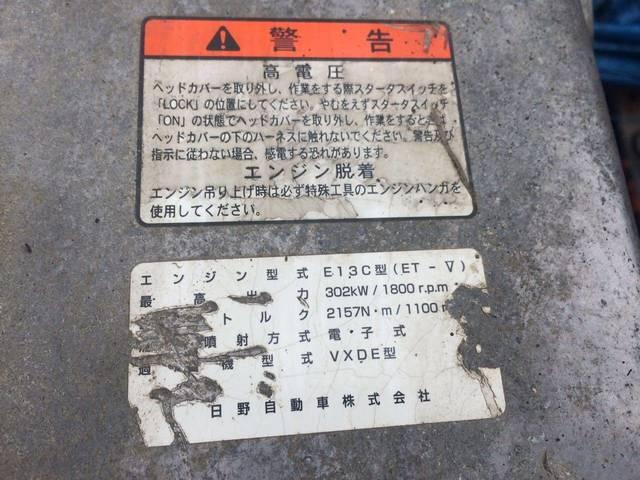 警告
高電圧
ヘッドカバーを取り外し、作業をする際スタータスイッチを
「LOCK」の位置にしてください。やむをえずスタータスイッチ
「ON」の状態でヘッドカバーを取り外し、作業をするとき
ヘッドカバーの下のハーネスに触れないでください。警告及び
指示に従わない場合、感電する恐れがあります。
エンジン脱着
エンジン吊り上げ時は必ず特殊工具のエンジンハンガを
使用してください。
エンジン型式 E13C型(ET-V)
最高出力 302kW/1800r.p.m
トルク 2157N・m/1100r
噴射方式 電子式
過 機型式 VXDE型
日野自動車株式会社